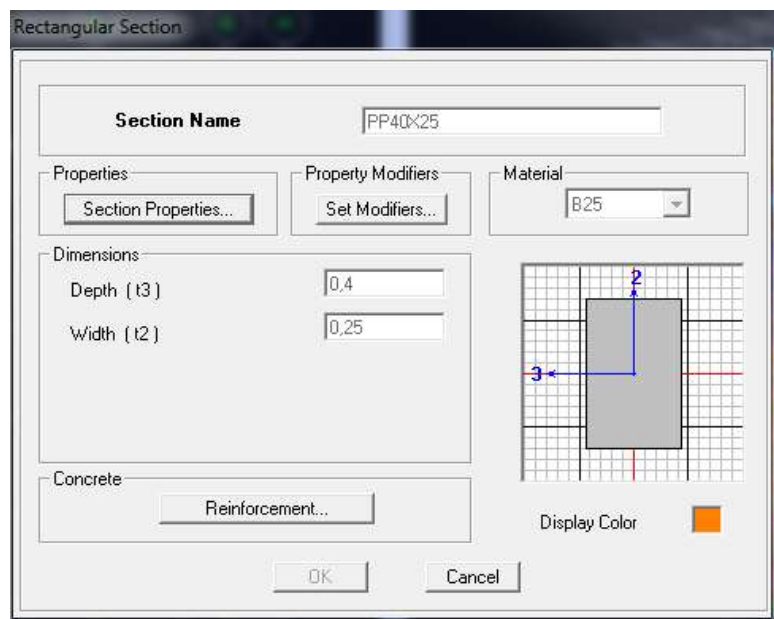 Rectangular Section
Section Name PP40X25
Properties Property Modifiers Material
Section Properties... Set Modifiers... B25
Dimensions
Depth ( t3 ) 0,4
Width ( t2 ) 0,25
2
3
Concrete
Reinforcement...
Display Color
OK Cancel